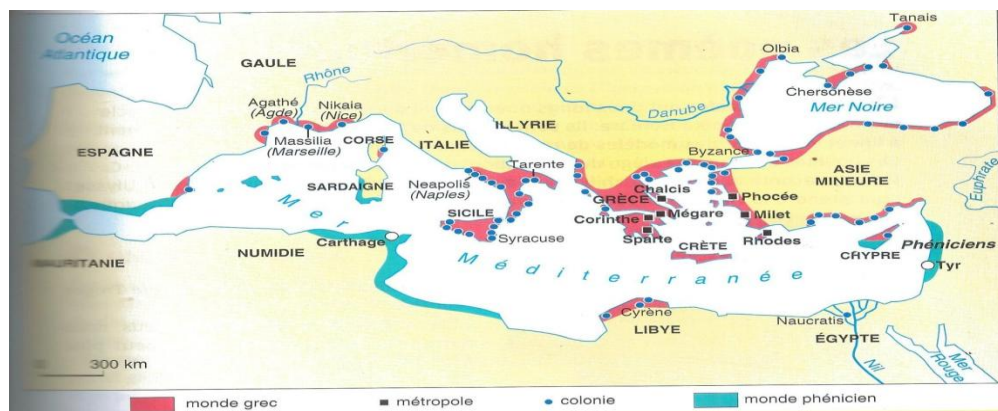 Océan
Atlantique
GAULE
Rhône
Agathé
(Agde)
Nikaia
(Nice)
Massilia
(Marseille)
ESPAGNE
CORSE
ITALIE
ILLYRIE
Danube
Olbia
Tanais
Chersonèse
Mer Noire
Byzance
ASIE
MINEURE
Euphrate
SARDAIGNE
Neapolis
(Naples)
Tarente
SICILE
Syracuse
GRÈCE
Chalcis
Corinthe
Mégare
Sparte
Phocée
Milet
Rhodes
CRÈTE
CHYPRE
Phéniciens
Tyr
Mer
Méditerranée
Carthage
NUMIDIE
MAURITANIE
Cyrène
LIBYE
Naucratis
ÉGYPTE
Nil
Mer
Rouge
300 km
monde grec
métropole
colonie
monde phénicien